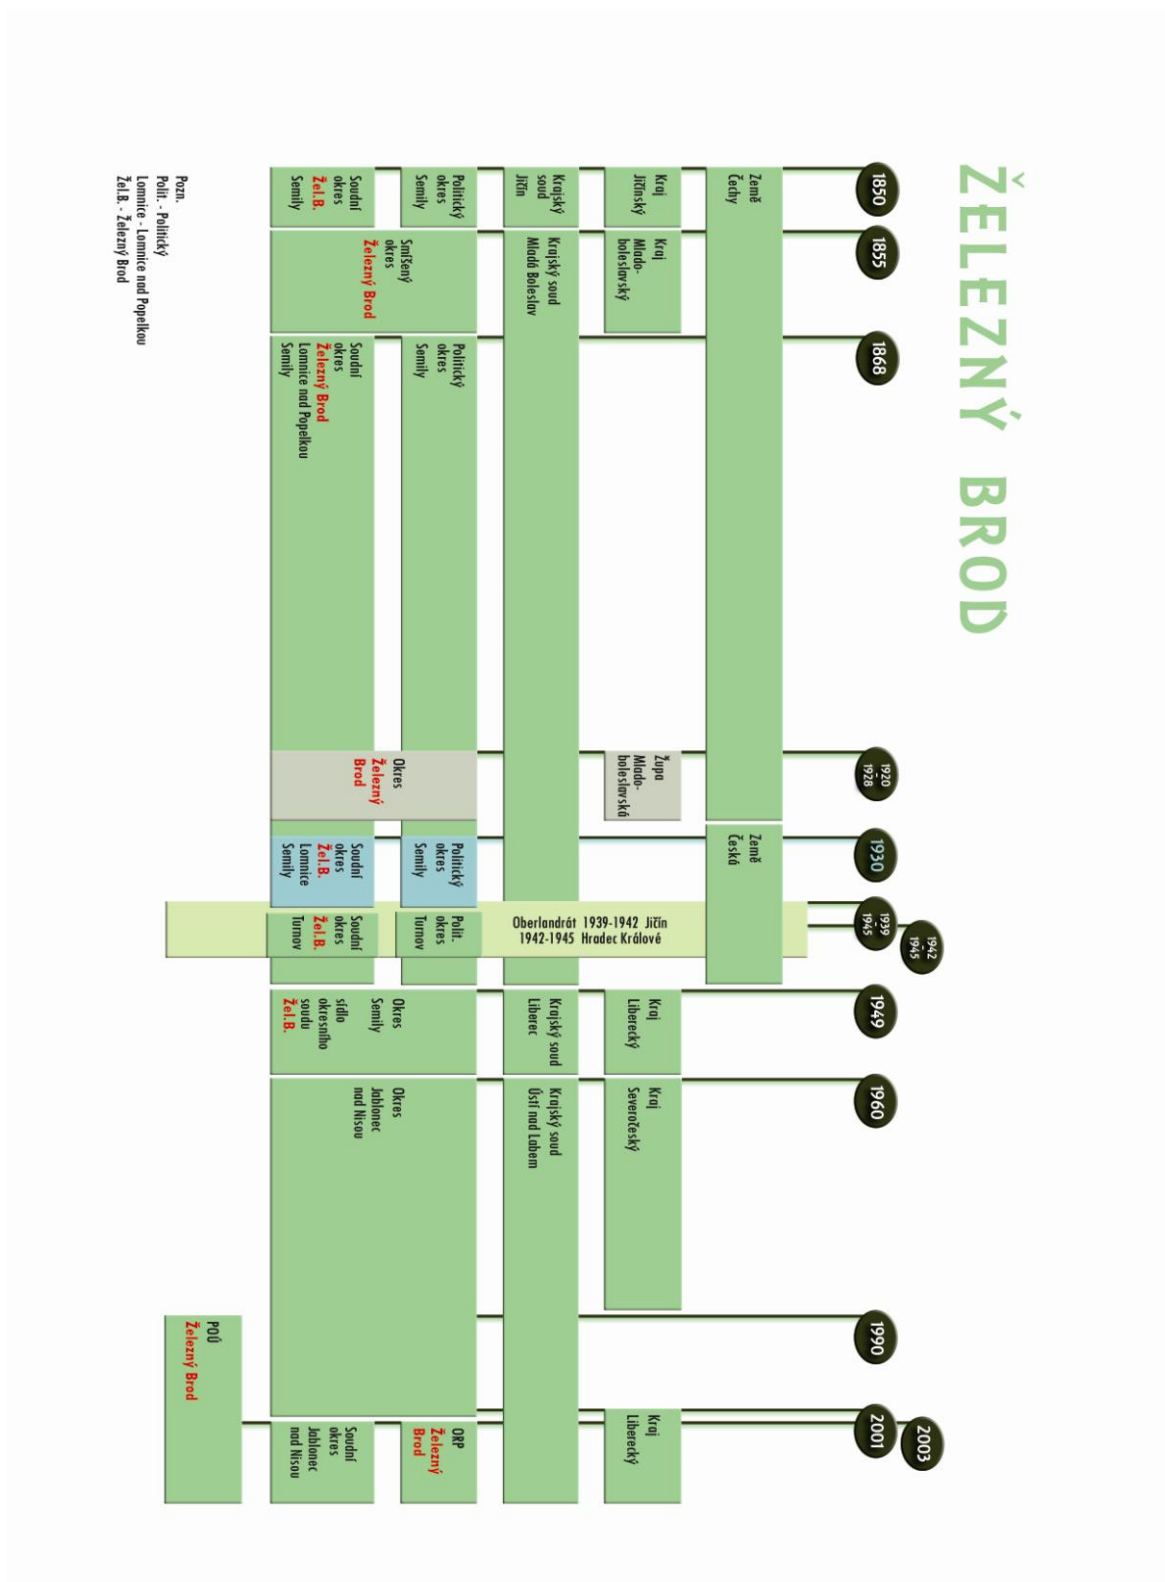 ŽELEZNÝ BROD
1850
1855
1868
1920
-
1928
1930
1939
-
1945
1942
-
1945
1949
1960
1990
2001
2003
Země
Čechy
Země
Česká
Kraj
Jičínský
Kraj
Mlado-
boleslavský
Župa
Mlado-
boleslavská
Kraj
Liberecký
Kraj
Severočeský
Kraj
Liberecký
Krajský
soud
Jičín
Krajský soud
Mladá Boleslav
Oberlandrát 1939-1942 Jičín
1942-1945 Hradec Králové
Krajský soud
Liberec
Krajský soud
Ústí nad Labem
Politický
okres
Semily
Smíšený
okres
Železný Brod
Politický
okres
Semily
Okres
Železný
Brod
Politický
okres
Semily
Polit.
okres
Turnov
Okres
Semily
sídlo
okresního
soudu
Žel.B.
Okres
Jablonec
nad Nisou
ORP
Železný
Brod
Soudní
okres
Žel.B.
Semily
Soudní
okres
Železný Brod
Lomnice nad Popelkou
Semily
Soudní
okres
Žel.B.
Lomnice
Semily
Soudní
okres
Žel.B.
Turnov
Soudní
okres
Jablonec
nad Nisou
POÚ
Železný Brod
Pozn.
Polit. - Politický
Lomnice - Lomnice nad Popelkou
Žel.B. - Železný Brod